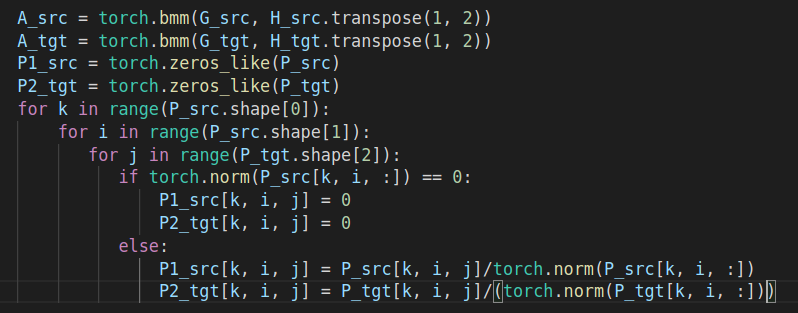 A_src = torch.bmm(G_src, H_src.transpose(1, 2))
A_tgt = torch.bmm(G_tgt, H_tgt.transpose(1, 2))
P1_src = torch.zeros_like(P_src)
P2_tgt = torch.zeros_like(P_tgt)
for k in range(P_src.shape[0]):
    for i in range(P_src.shape[1]):
       for j in range(P_tgt.shape[2]):
          if torch.norm(P_src[k, i, :]) == 0:
              P1_src[k, i, j] = 0
              P2_tgt[k, i, j] = 0
          else:
              P1_src[k, i, j] = P_src[k, i, j]/torch.norm(P_src[k, i, :])
              P2_tgt[k, i, j] = P_tgt[k, i, j]/(torch.norm(P_tgt[k, i, :]))